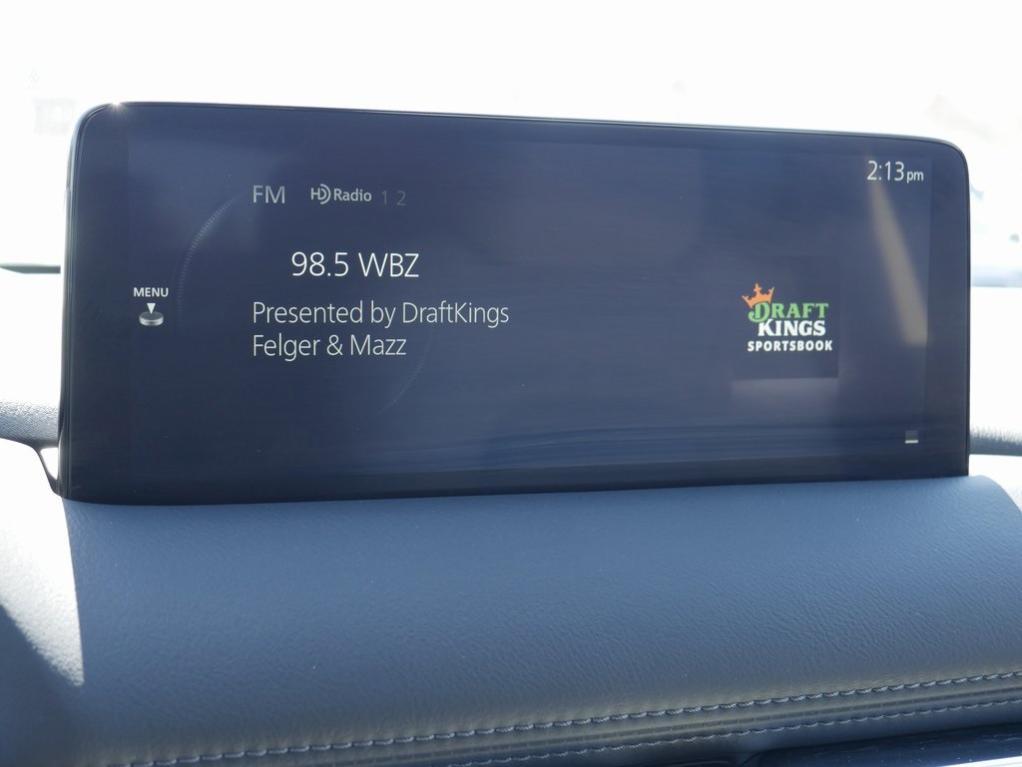 2:13pm
FM HD Radio 1 2
98.5 WBZ
MENU
Presented by DraftKings
Felger & Mazz
DRAFT
KINGS
SPORTSBOOK